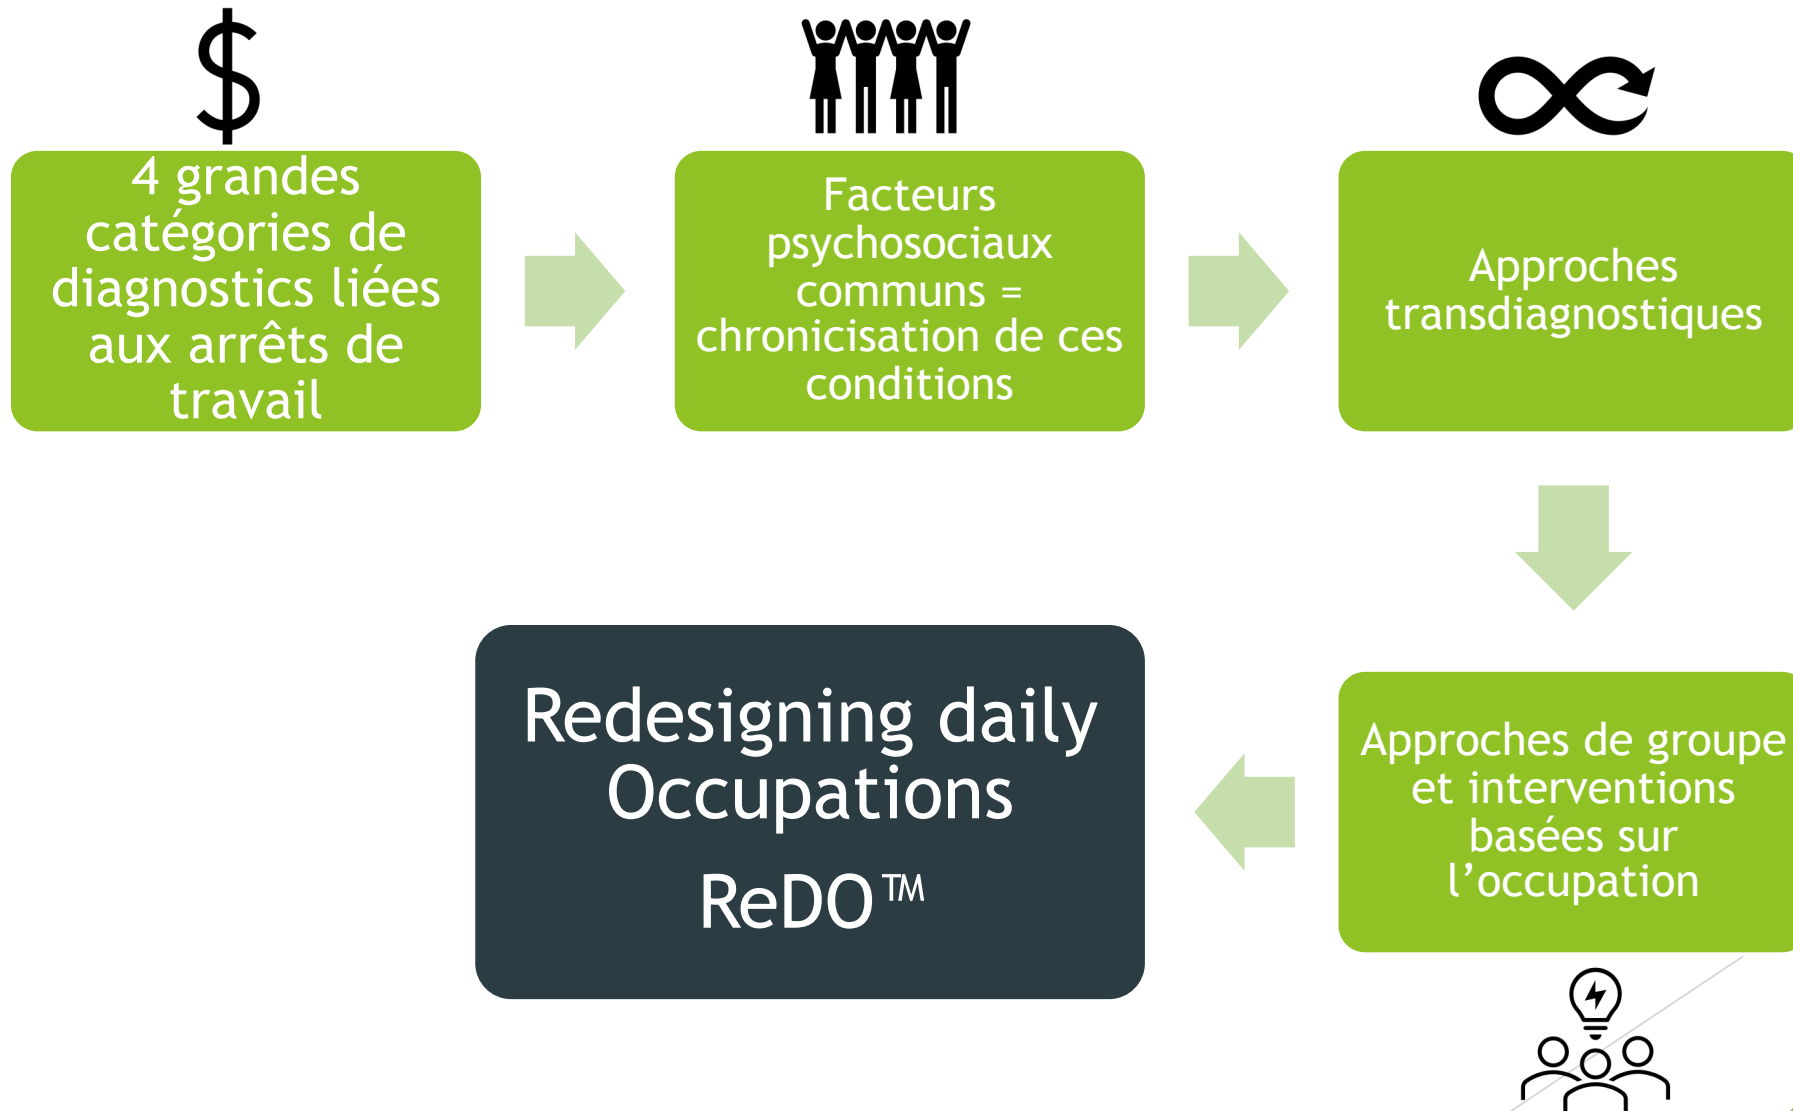 4 grandes
catégories de
diagnostics liées
aux arrêts de
travail
Facteurs
psychosociaux
communs =
chronicisation de ces
conditions
Approches
transdiagnostiques
Approches de groupe
et interventions
basées sur
l’occupation
Redesigning daily
Occupations
ReDO™